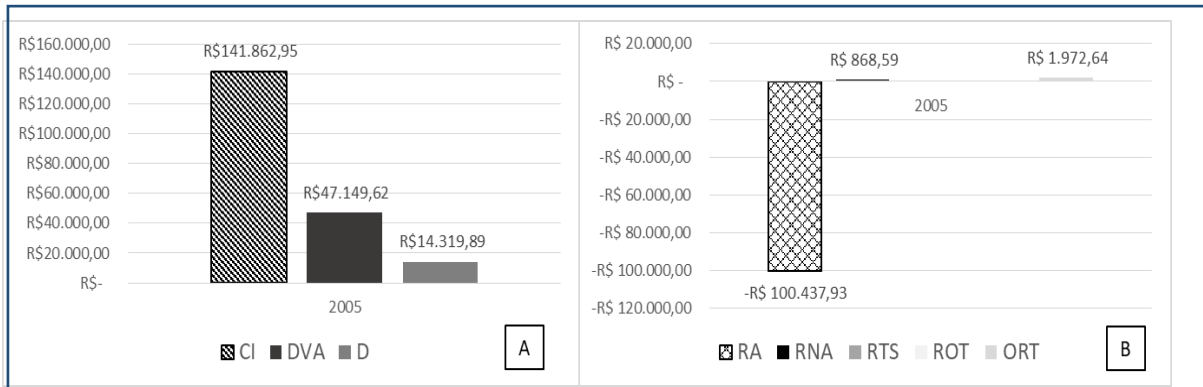 R$160.000,00
R$140.000,00
R$120.000,00
R$100.000,00
R$80.000,00
R$60.000,00
R$40.000,00
R$20.000,00
R$-
R$141.862,95
R$47.149,62
R$14.319,89
2005
CI DVA D
A
R$ 20.000,00
R$ -
-R$ 20.000,00
-R$ 40.000,00
-R$ 60.000,00
-R$ 80.000,00
-R$ 100.000,00
-R$ 120.000,00
R$ 868,59
R$ 1.972,64
2005
-R$ 100.437,93
RA RNA RTS ROT ORT
B